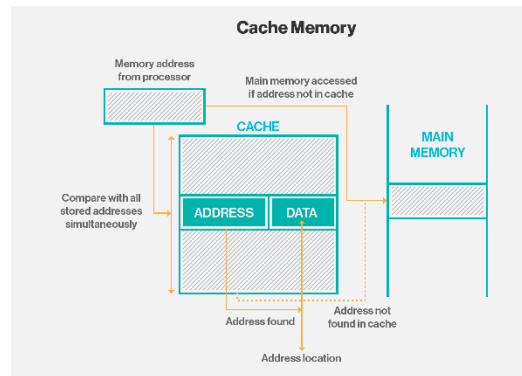 Cache Memory
Memory address
from processor
Main memory accessed
if address not in cache
CACHE
MAIN
MEMORY
Compare with all
stored addresses
simultaneously
ADDRESS
DATA
Address found
Address not
found in cache
Address location